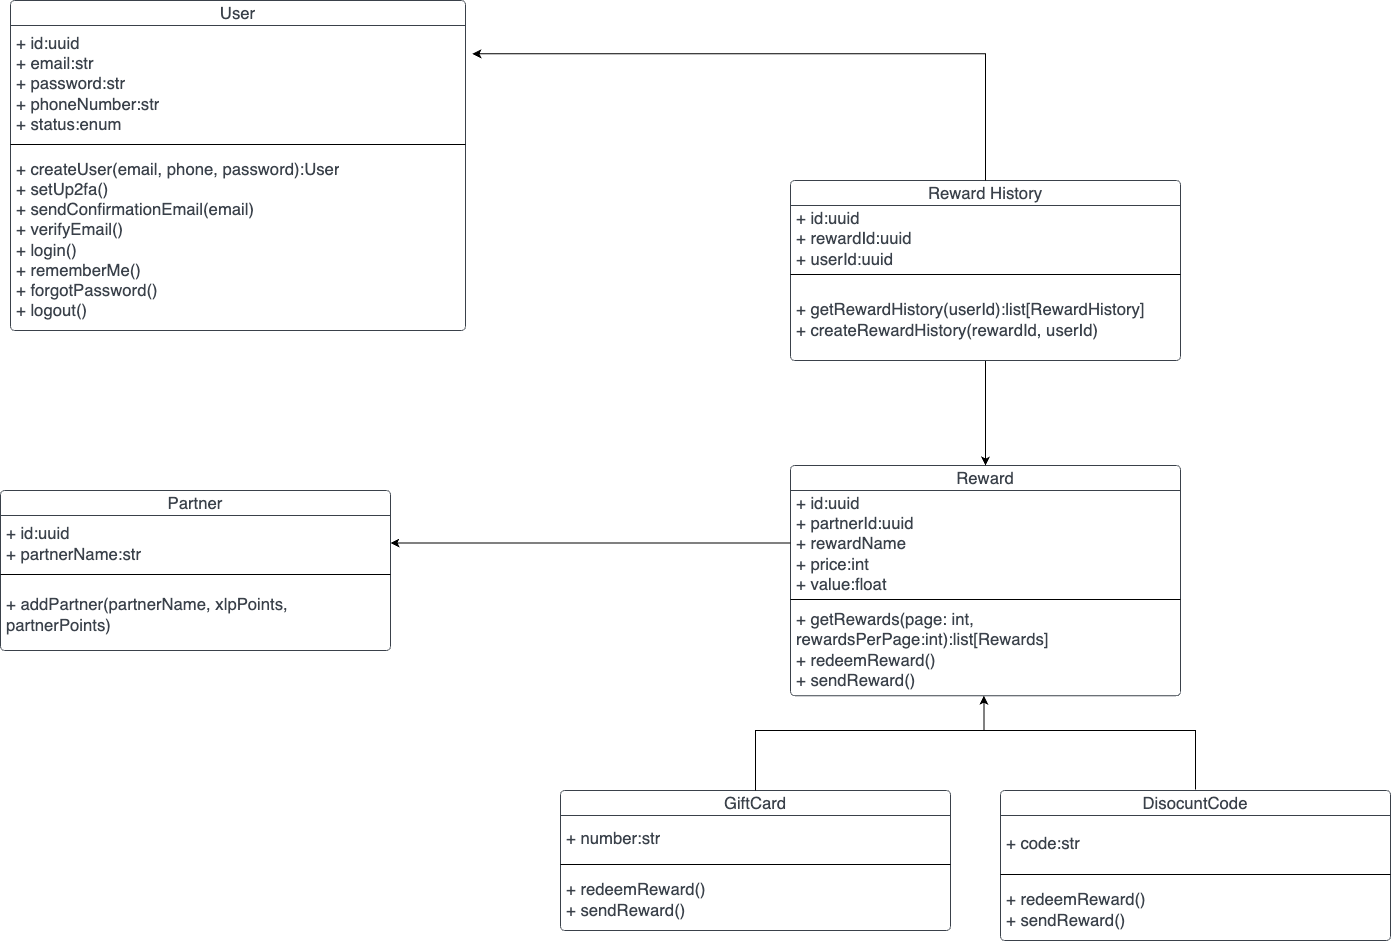 User
+ id:uuid
+ email:str
+ password:str
+ phoneNumber:str
+ status:enum
+ createUser(email, phone, password):User
+ setUp2fa()
+ sendConfirmationEmail(email)
+ verifyEmail()
+ login()
+ rememberMe()
+ forgotPassword()
+ logout()
Reward History
+ id:uuid
+ rewardId:uuid
+ userId:uuid
+ getRewardHistory(userId):list[RewardHistory]
+ createRewardHistory(rewardId, userId)
Partner
+ id:uuid
+ partnerName:str
+ addPartner(partnerName, xlpPoints,
partnerPoints)
Reward
+ id:uuid
+ partnerId:uuid
+ rewardName
+ price:int
+ value:float
+ getRewards(page: int,
rewardsPerPage:int):list[Rewards]
+ redeemReward()
+ sendReward()
GiftCard
+ number:str
+ redeemReward()
+ sendReward()
DisocuntCode
+ code:str
+ redeemReward()
+ sendReward()